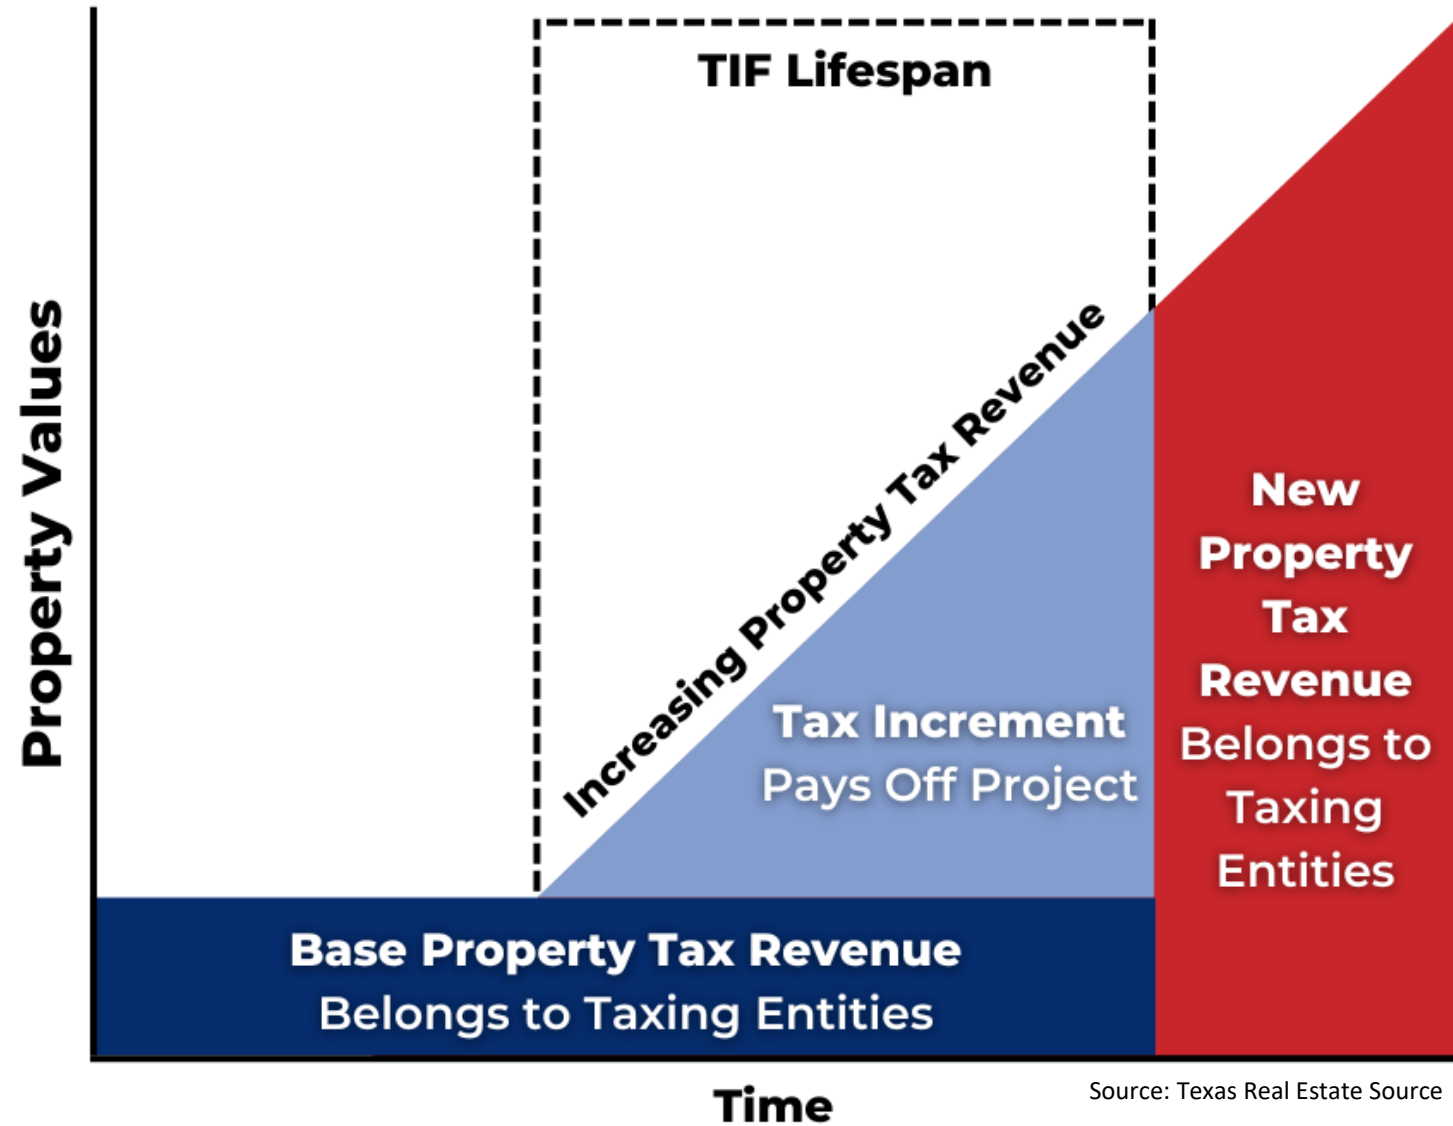 TIF Lifespan
Property Values
Increasing Property Tax Revenue
Tax Increment
Pays Off Project
New
Property
Tax
Revenue
Belongs to
Taxing
Entities
Base Property Tax Revenue
Belongs to Taxing Entities
Time
Source: Texas Real Estate Source